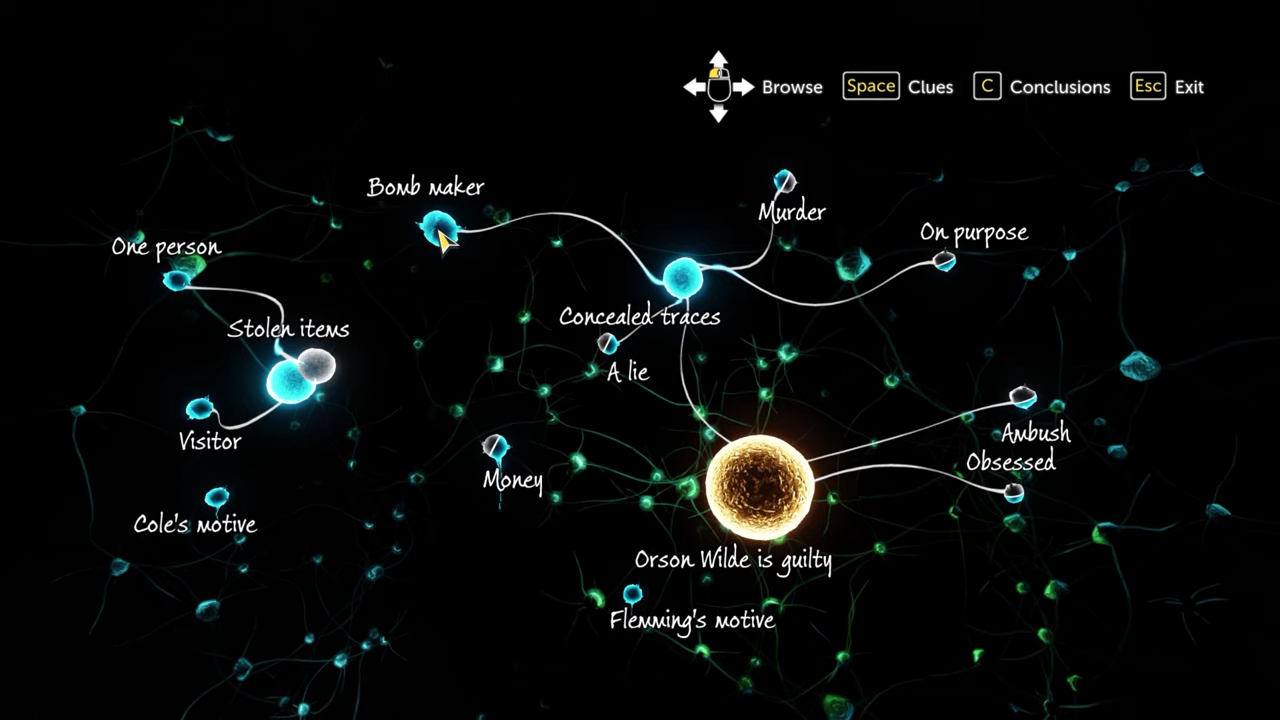 Browse
Space Clues
C Conclusions
Esc Exit
Bomb maker
Murder
On purpose
One person
Concealed traces
Stolen items
A lie
Ambush
Visitor
Obsessed
Money
Cole's motive
Orson Wilde is guilty
Flemming's motive